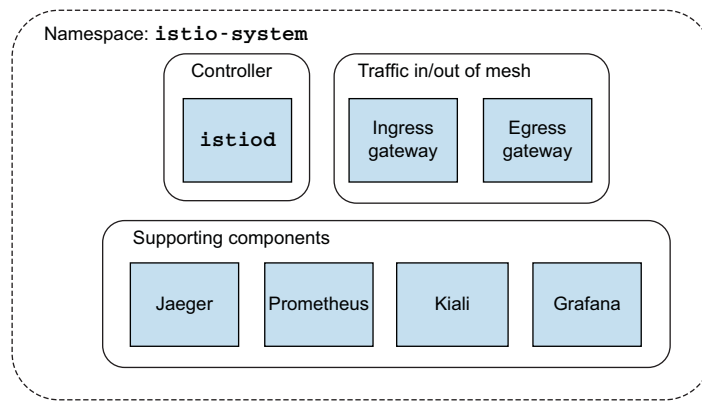 Namespace: istio-system
Controller
Traffic in/out of mesh
istiod
Ingress
gateway
Egress
gateway
Supporting components
Jaeger
Prometheus
Kiali
Grafana